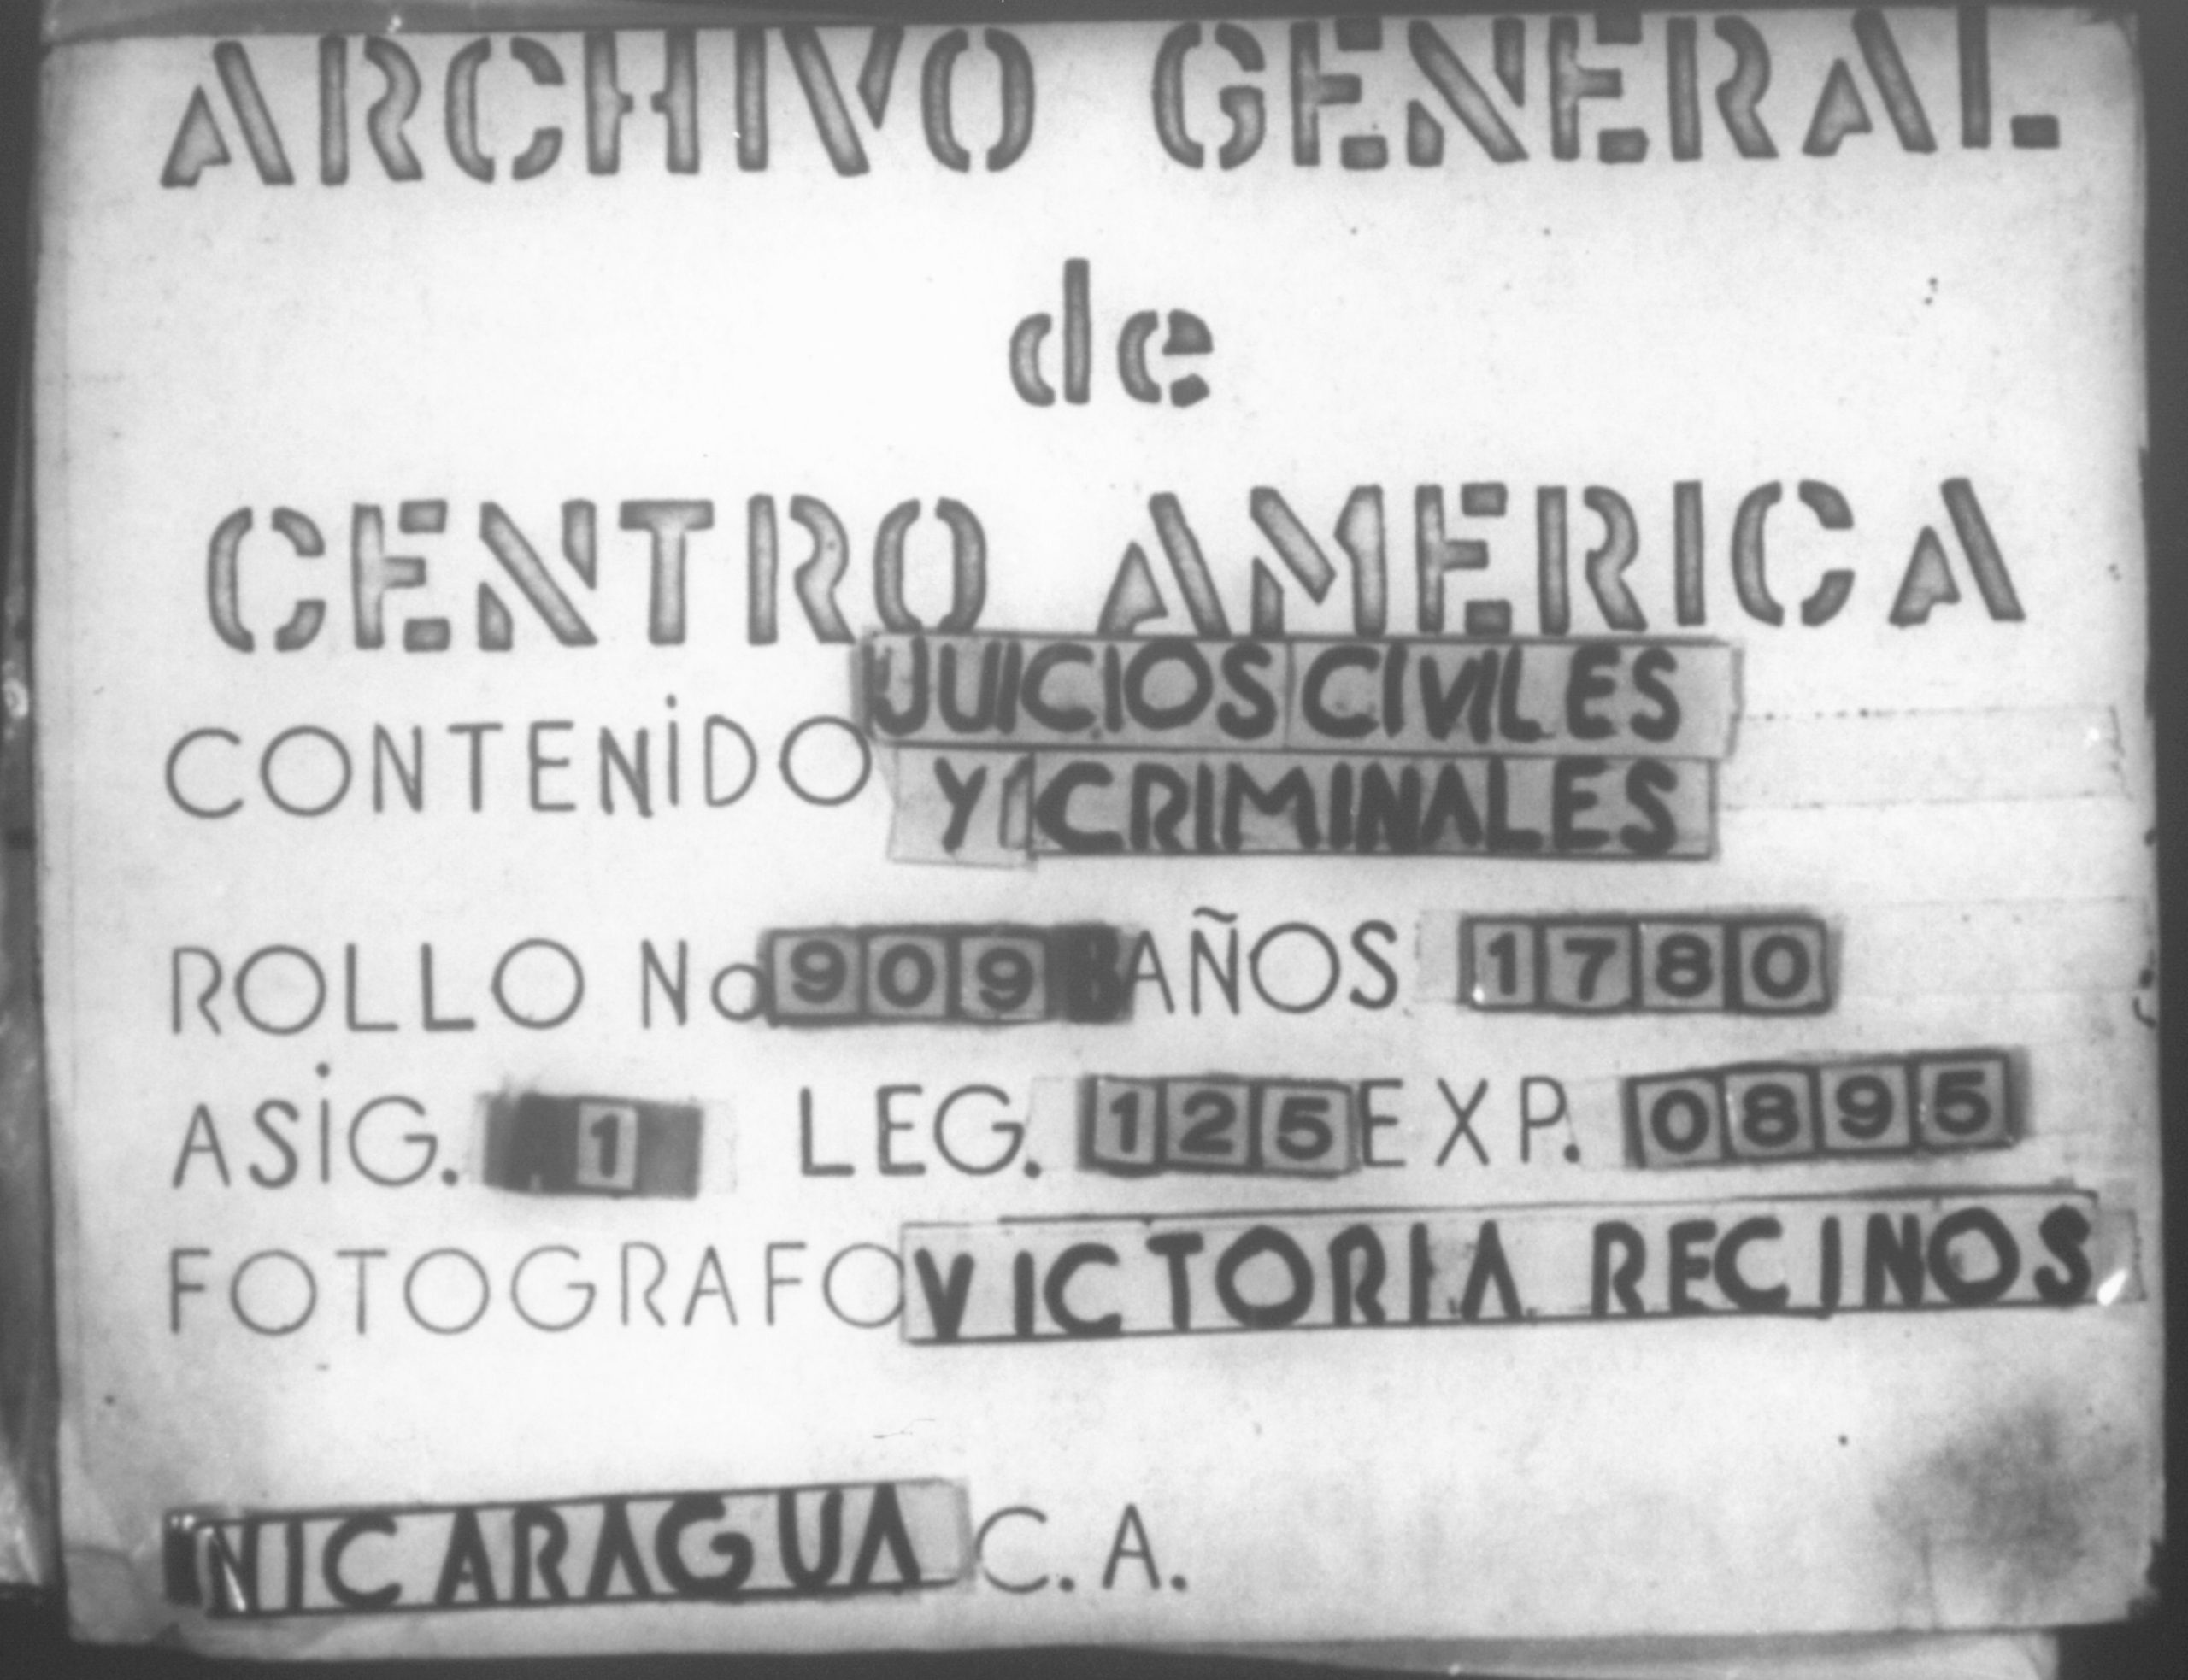 ARCHIVO GENERAL
de
CENTRO AMERICA
CONTENIDO JUICIOS CIVILES
Y CRIMINALES
ROLLO No 909 AÑOS 1780
ASIG. 1 LEG. 125 EXP. 0895
FOTOGRAFO VICTORIA RECINOS
NICARAGUA C.A.